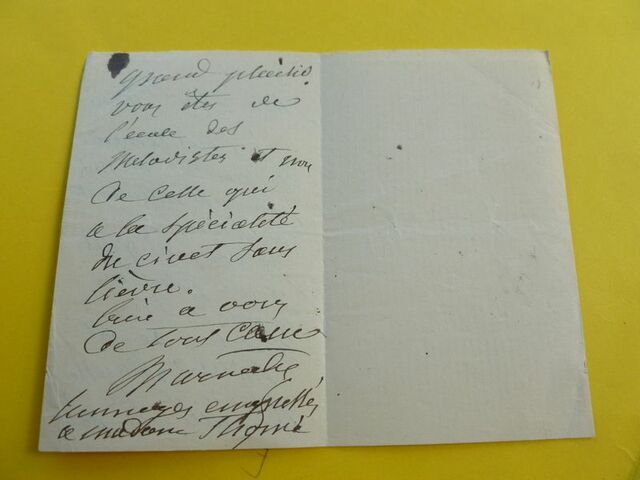 grand plaisir.
vous êtes de
l'école des
Mélodistes et non
de celle qui
a la spécialité
du civet sans
lièvre.
bien a vous
de tout cœur
hommages empressés
a madame Thomé